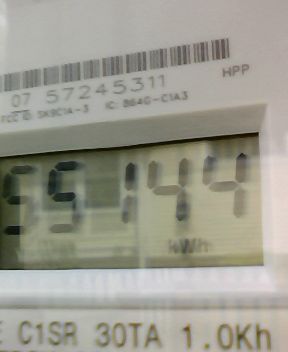 HPP
07 57245311
FCC ID: SK9C1A-3 IC: 864G-C1A3
55144
kWh
C1SR 30TA 1.0Kh